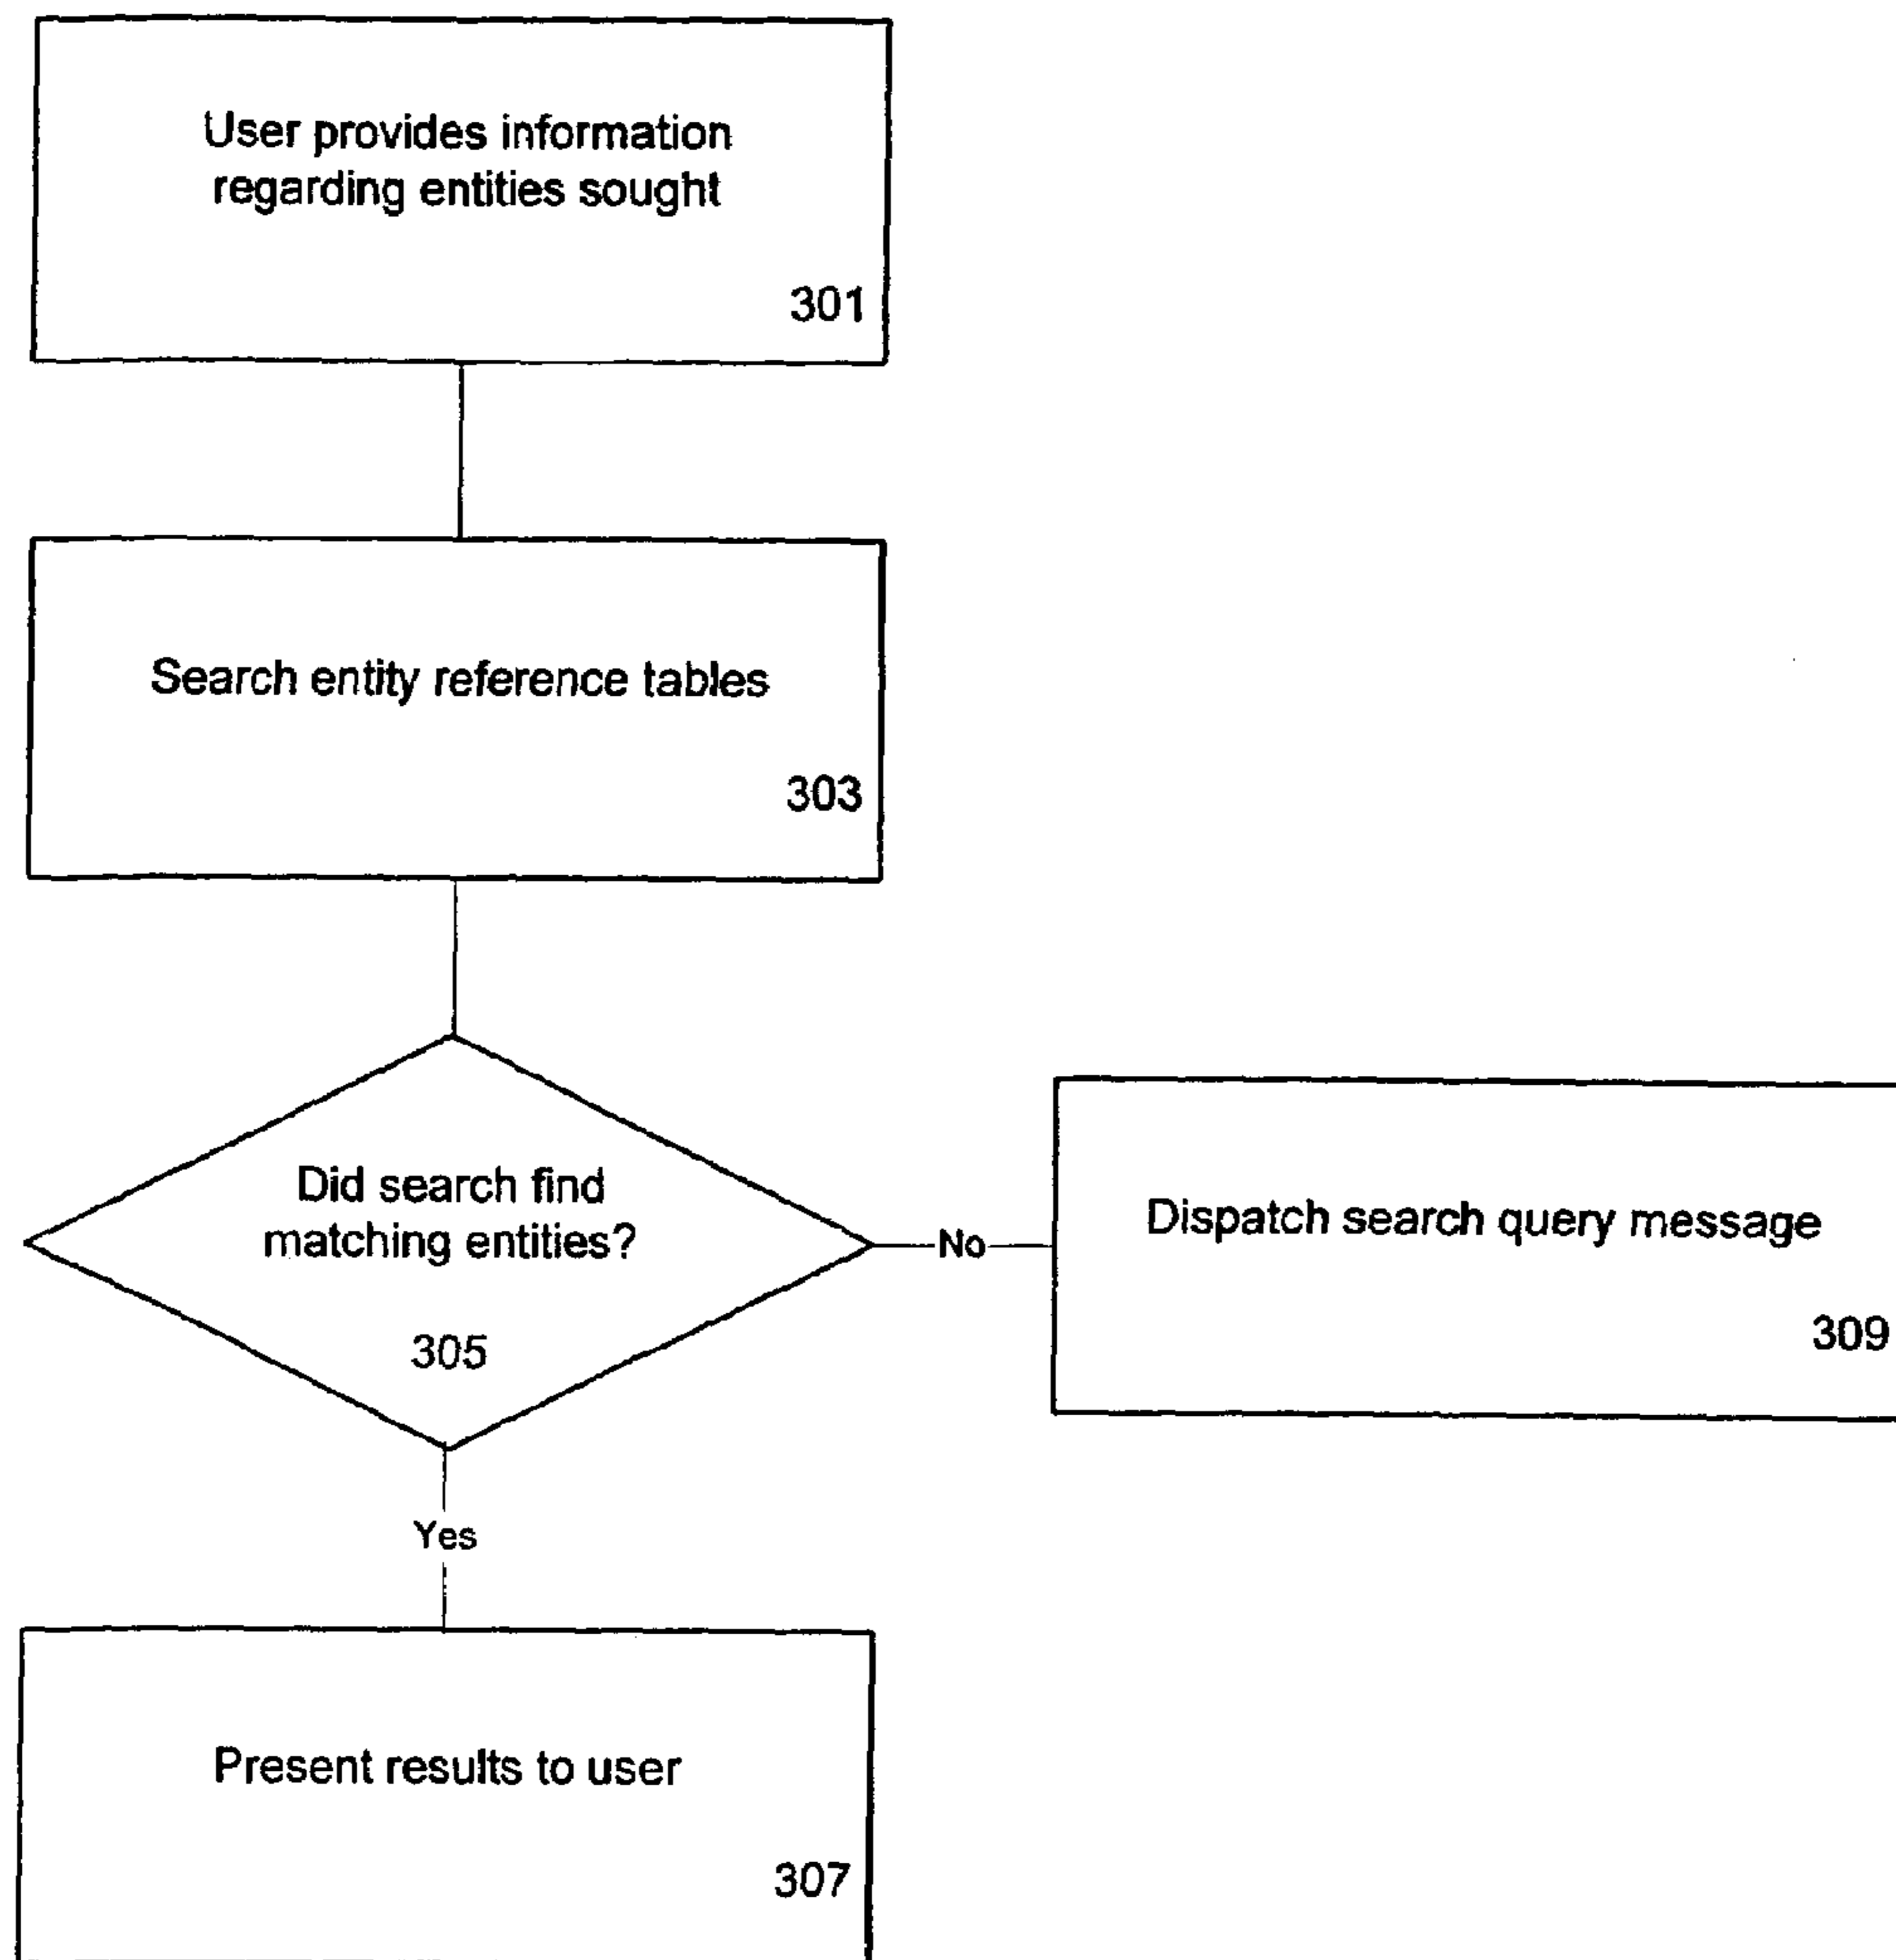 User provides information
regarding entities sought
301
Search entity reference tables
303
Did search find
matching entities?
305
No
Dispatch search query message
309
Yes
Present results to user
307